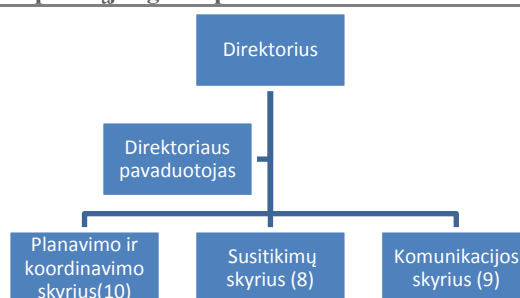 Direktorius
Direktoriaus
pavaduotojas
Planavimo ir
koordinavimo
skyrius(10)
Susitikimų
skyrius (8)
Komunikacijos
skyrius (9)